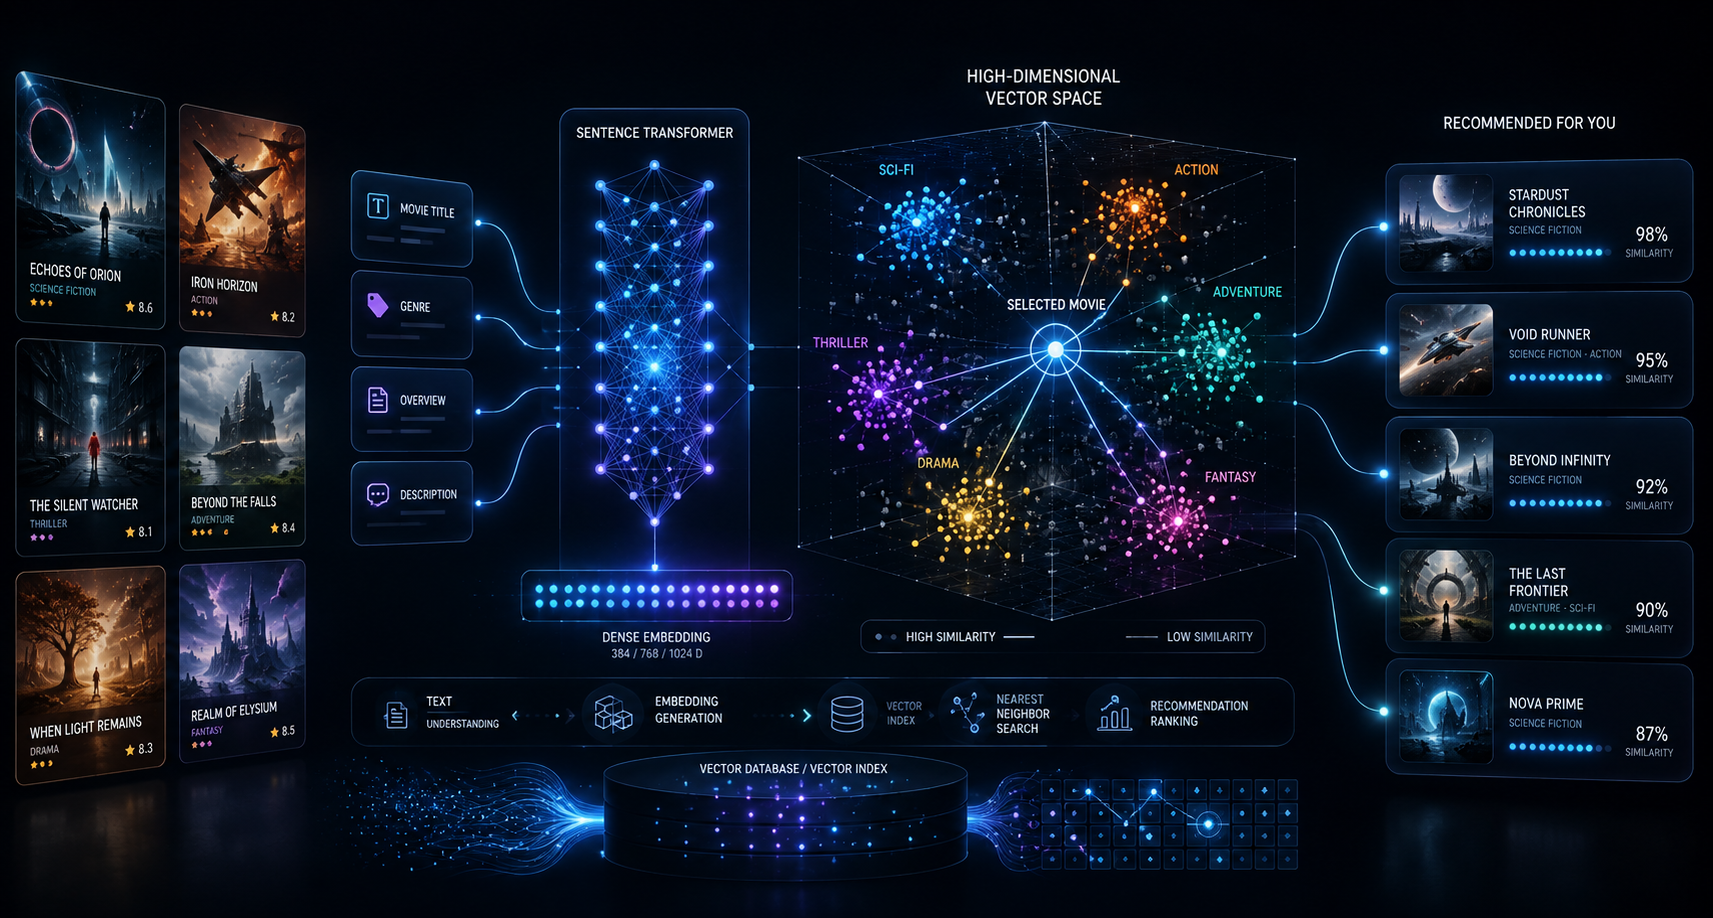 ECHOES OF ORION
SCIENCE FICTION
8.6
IRON HORIZON
ACTION
8.2
THE SILENT WATCHER
THRILLER
8.1
BEYOND THE FALLS
ADVENTURE
8.4
WHEN LIGHT REMAINS
DRAMA
8.3
REALM OF ELYSIUM
FANTASY
8.5
T
MOVIE TITLE
GENRE
OVERVIEW
DESCRIPTION
SENTENCE TRANSFORMER
DENSE EMBEDDING
384 / 768 / 1024 D
HIGH-DIMENSIONAL
VECTOR SPACE
SCI-FI
ACTION
ADVENTURE
SELECTED MOVIE
THRILLER
DRAMA
FANTASY
HIGH SIMILARITY
LOW SIMILARITY
TEXT
UNDERSTANDING
EMBEDDING
GENERATION
VECTOR
INDEX
NEAREST
NEIGHBOR
SEARCH
RECOMMENDATION
RANKING
VECTOR DATABASE / VECTOR INDEX
RECOMMENDED FOR YOU
STARDUST
CHRONICLES
SCIENCE FICTION
98%
SIMILARITY
VOID RUNNER
SCIENCE FICTION · ACTION
95%
SIMILARITY
BEYOND INFINITY
SCIENCE FICTION
92%
SIMILARITY
THE LAST
FRONTIER
ADVENTURE · SCI-FI
90%
SIMILARITY
NOVA PRIME
SCIENCE FICTION
87%
SIMILARITY